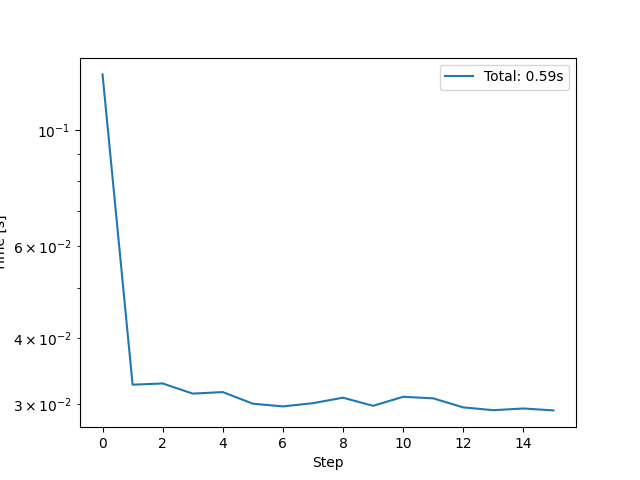 Total: 0.59s
10⁻¹
6 × 10⁻²
4 × 10⁻²
3 × 10⁻²
0 2 4 6 8 10 12 14
Step
[s]